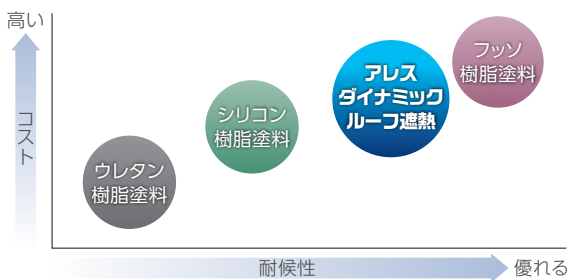 高い
コスト
ウレタン
樹脂塗料
シリコン
樹脂塗料
アレス
ダイナミック
ルーフ遮熱
フッソ
樹脂塗料
耐候性
優れる